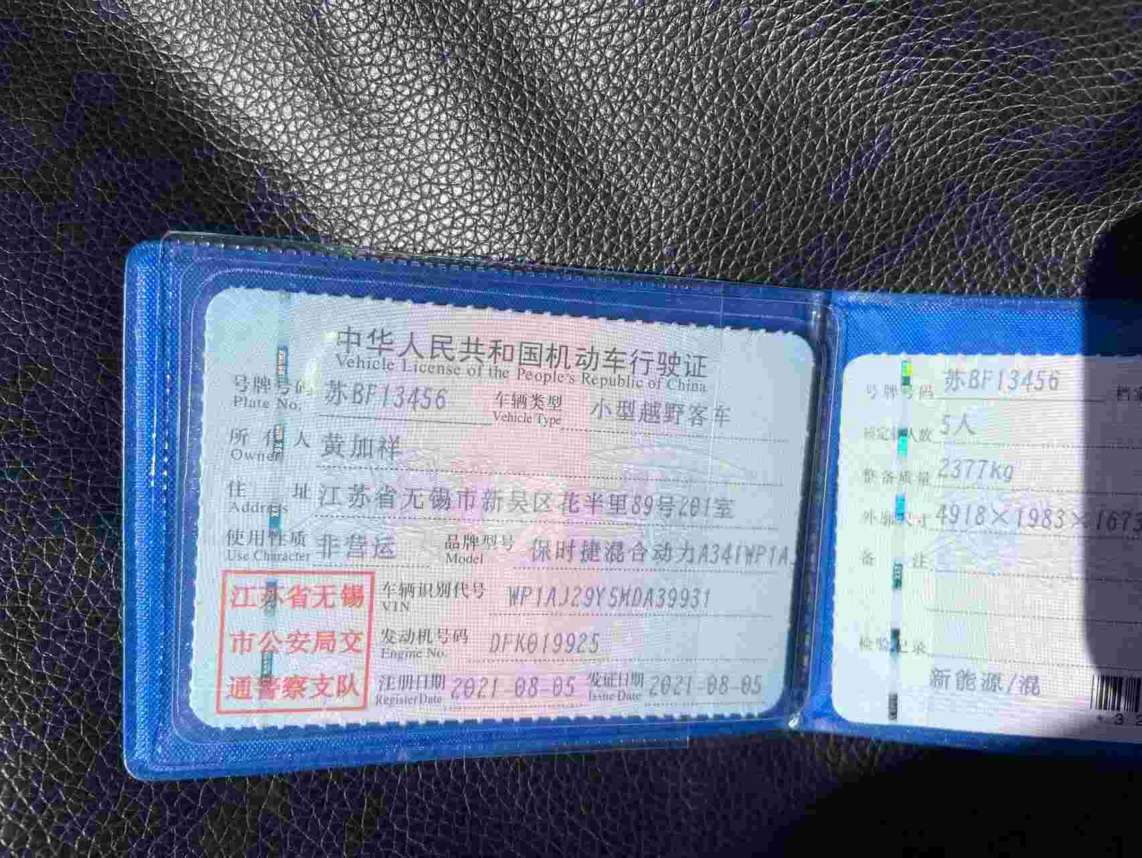 中华人民共和国机动车行驶证
Vehicle License of the People's Republic of China
号牌号码 苏BF13456 车辆类型 小型越野客车
Plate No. Vehicle Type
所有人 黄加祥
Owner
住址 江苏省无锡市新吴区花半里89号201室
Address
使用性质 非营运 品牌型号 保时捷混合动力
Use Character Model
江苏省无锡
市公安局交
通警察支队
车辆识别代号 WP1AJ29Y5MDA39931
VIN
发动机号码 DFK019925
Engine No.
注册日期 2021-08-05 发证日期 2021-08-05
Register Date Issue Date
号牌号码 苏BF13456
核定载人数 5人
整备质量 2377kg
外廓尺寸 4918×1983×
备注
检验记录
新能源/混